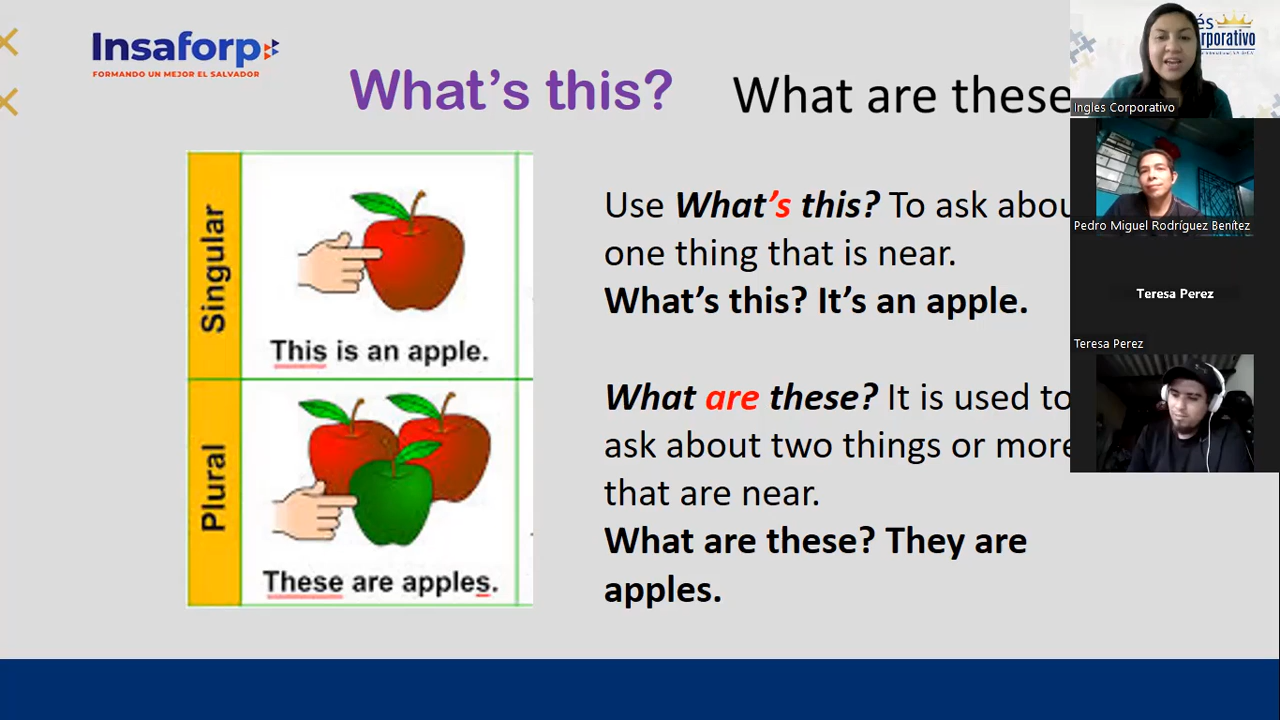 Insaforp
FORMANDO UN MEJOR EL SALVADOR
What's this?
What are these
Singular
This is an apple.
Plural
These are apples.
Use What's this? To ask abou
one thing that is near.
What's this? It's an apple.
What are these? It is used to
ask about two things or more
that are near.
What are these? They are
apples.
és
rporativo
Ingles Corporativo
Pedro Miguel Rodríguez Benítez
Teresa Perez
Teresa Perez